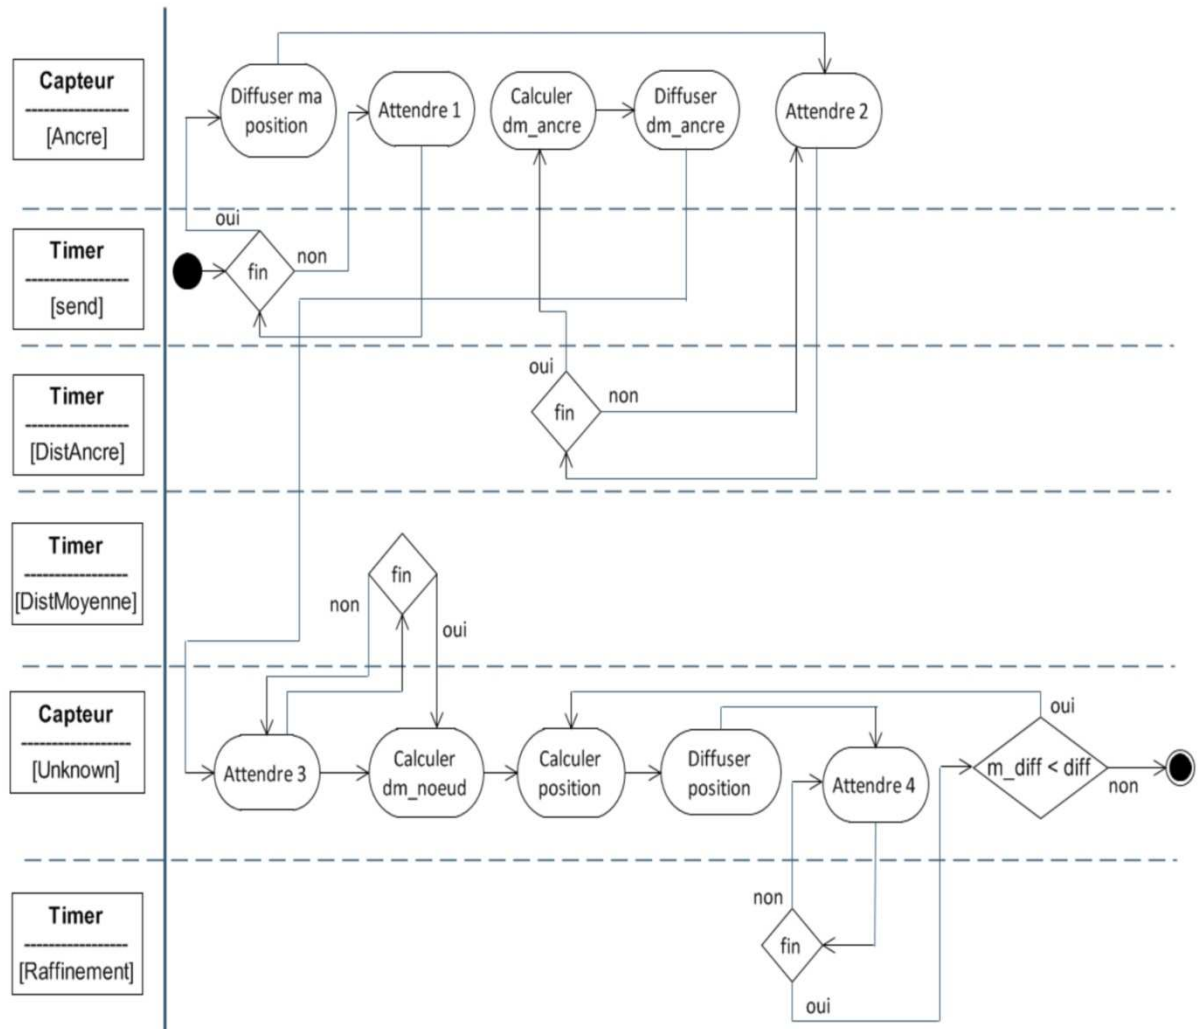 Capteur
------------------
[Ancre]
Diffuser ma
position
Attendre 1
Calculer
dm_ancre
Diffuser
dm_ancre
Attendre 2
oui
Timer
------------------
[send]
fin
non
Timer
------------------
[DistAncre]
oui
fin
non
Timer
------------------
[DistMoyenne]
fin
non
oui
Capteur
------------------
[Unknown]
Attendre 3
Calculer
dm_noeud
Calculer
position
Diffuser
position
Attendre 4
oui
m_diff < diff
non
Timer
------------------
[Raffinement]
non
fin
oui